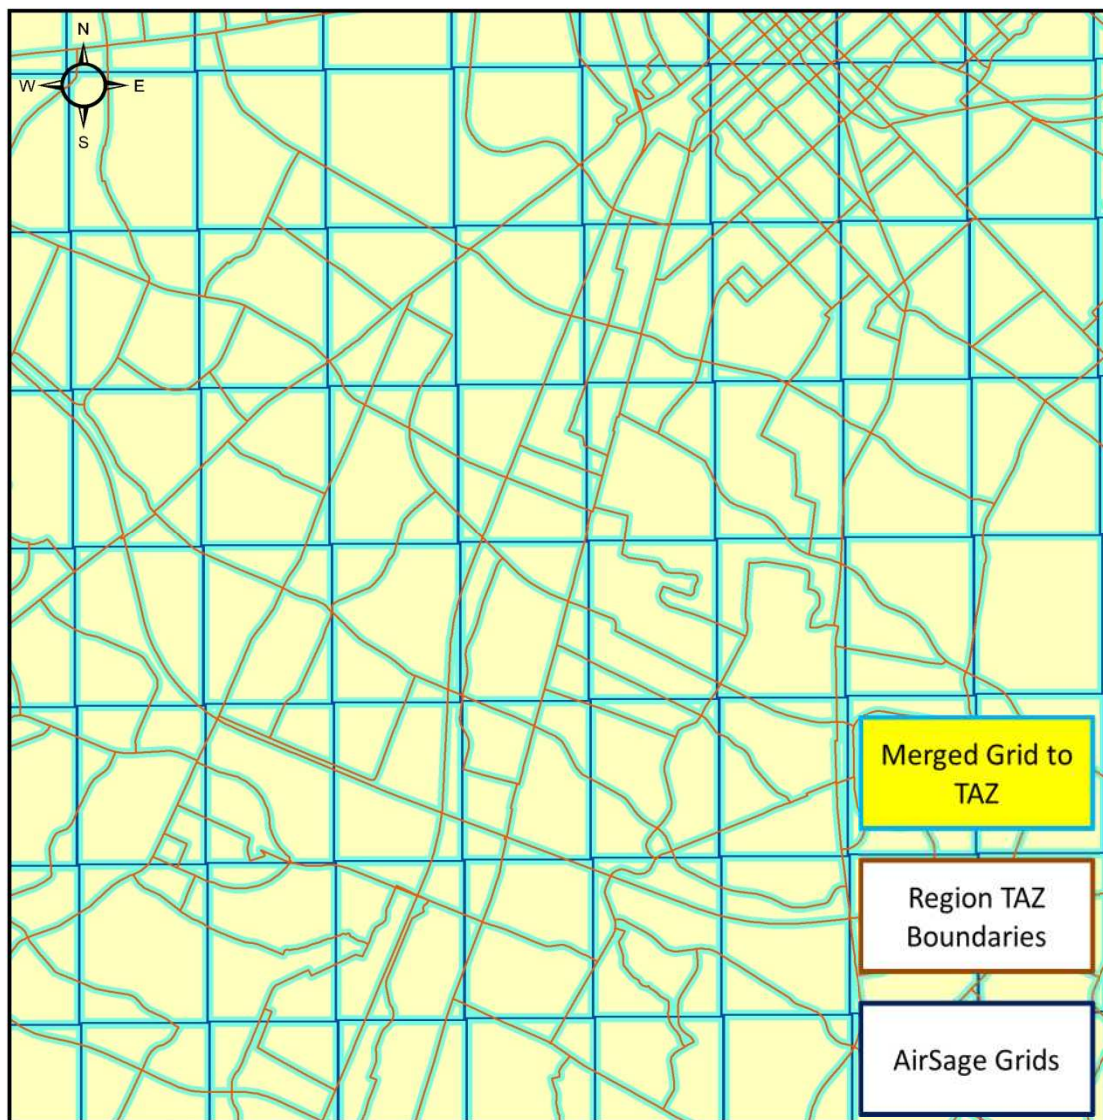 N
W E
S
Merged Grid to
TAZ
Region TAZ
Boundaries
AirSage Grids